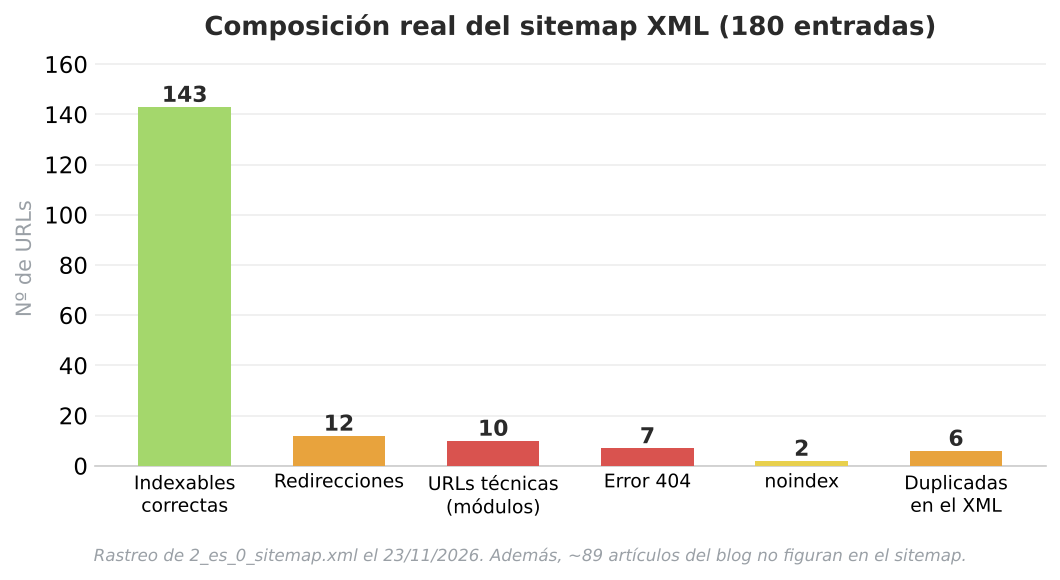 Composición real del sitemap XML (180 entradas)
Nº de URLs
160
140
120
100
80
60
40
20
0
143
12
10
7
2
6
Indexables
correctas
Redirecciones
URLs técnicas
(módulos)
Error 404
noindex
Duplicadas
en el XML
Rastreo de 2_es_0_sitemap.xml el 23/11/2026. Además, ~89 artículos del blog no figuran en el sitemap.